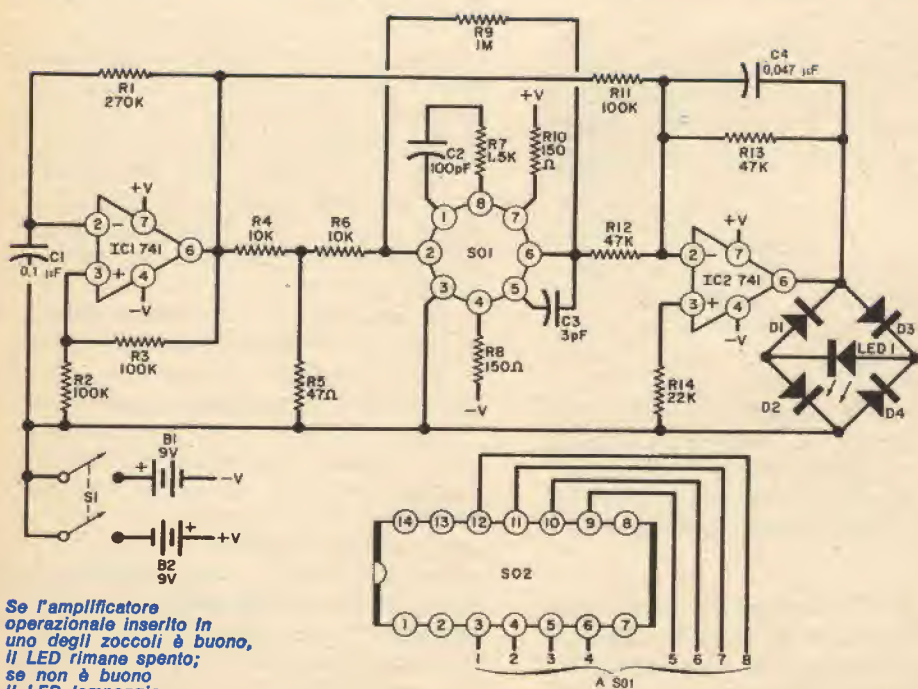 R9
1M
C4
0,047 µF
R1
270K
R11
100K
+V
R7
1.5K
R10
150
Ω
C2
100pF
R13
47K
+V
R4
10K
R6
10K
8
1
7
2
-
7
IC1 741
6
2
S01
6
R12
47K
+V
C1
0,1 µF
3
+
4
-V
3
5
4
2
-
7
IC2 741
6
3
+
4
-V
C3
3pF
R3
100K
R2
100K
R5
47Ω
R8
150Ω
-V
R14
22K
D1
D3
LED 1
D2
D4
B1
9V
+
-V
S1
+
+V
B2
9V
14 13 12 11 10 9 8
S02
1 2 3 4 5 6 7
1 2 3 4 5 6 7 8
A S01
Se l'amplificatore
operazionale inserito in
uno degli zoccoli è buono,
il LED rimane spento;
se non è buono